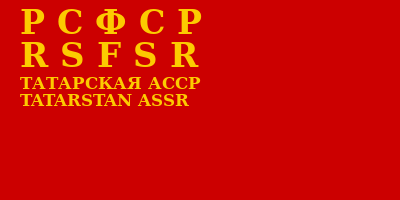 Р С Ф С Р
R S F S R
ТАТАРСКАЯ АССР
TATARSTAN ASSR